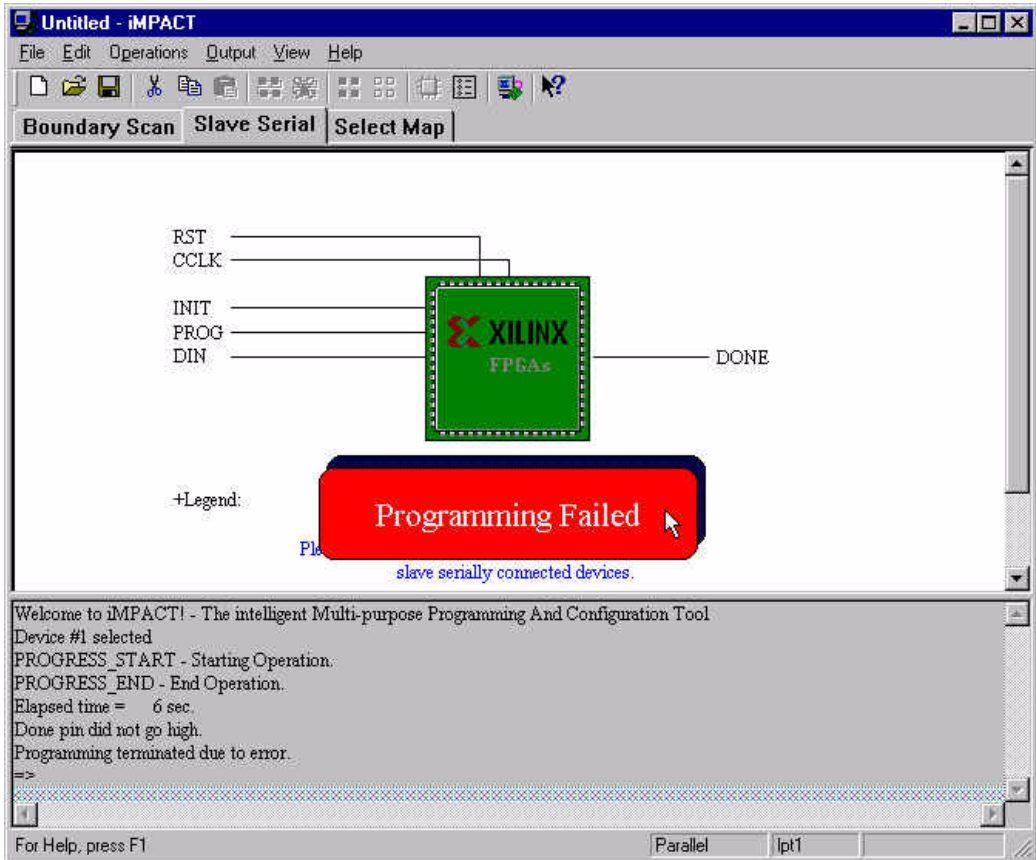 Untitled - iMPACT
File Edit Operations Output View Help
Boundary Scan Slave Serial Select Map
RST
CCLK
INIT
PROG
DIN
XILINX
FPGAs
DONE
+Legend:
Programming Failed
Ple
slave serially connected devices.
Welcome to iMPACT! - The intelligent Multi-purpose Programming And Configuration Tool
Device #1 selected
PROGRESS_START - Starting Operation.
PROGRESS_END - End Operation.
Elapsed time = 6 sec.
Done pin did not go high.
Programming terminated due to error.
=>
For Help, press F1 Parallel lpt1